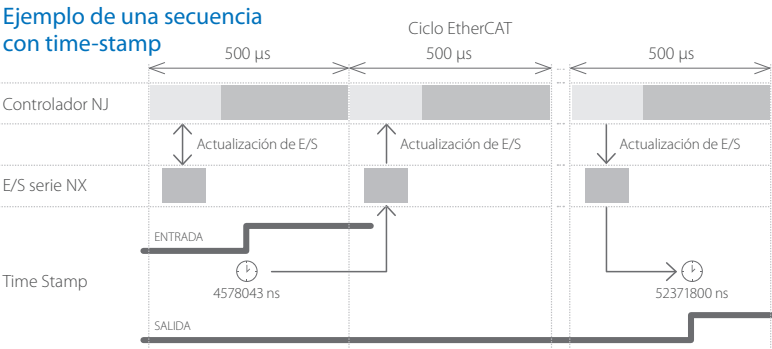 Ejemplo de una secuencia
con time-stamp
Ciclo EtherCAT
500 µs
500 µs
500 µs
Controlador NJ
Actualización de E/S
Actualización de E/S
Actualización de E/S
E/S serie NX
ENTRADA
Time Stamp
4578043 ns
52371800 ns
SALIDA